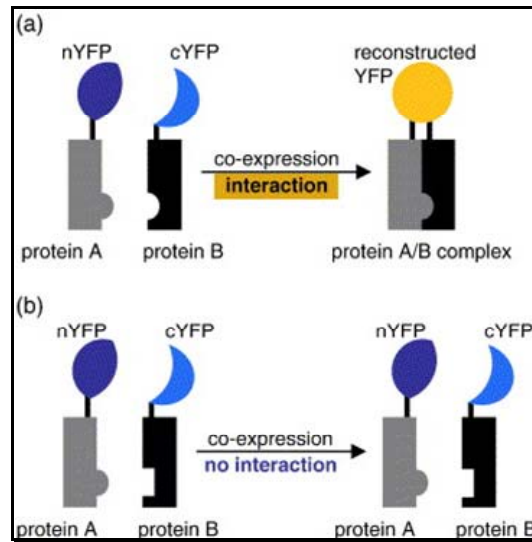 (a)
nYFP cYFP
reconstructed
YFP
co-expression
interaction
protein A protein B protein A/B complex
(b)
nYFP cYFP nYFP cYFP
co-expression
no interaction
protein A protein B protein A protein B